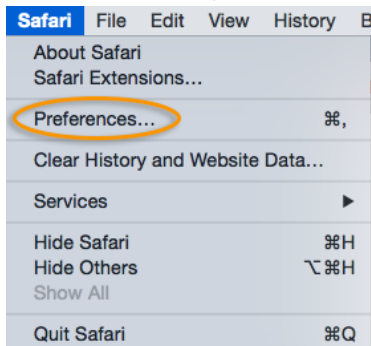 Safari File Edit View History B
About Safari
Safari Extensions...
Preferences... ⌘,
Clear History and Website Data...
Services ▶
Hide Safari ⌘H
Hide Others ⌥⌘H
Show All
Quit Safari ⌘Q